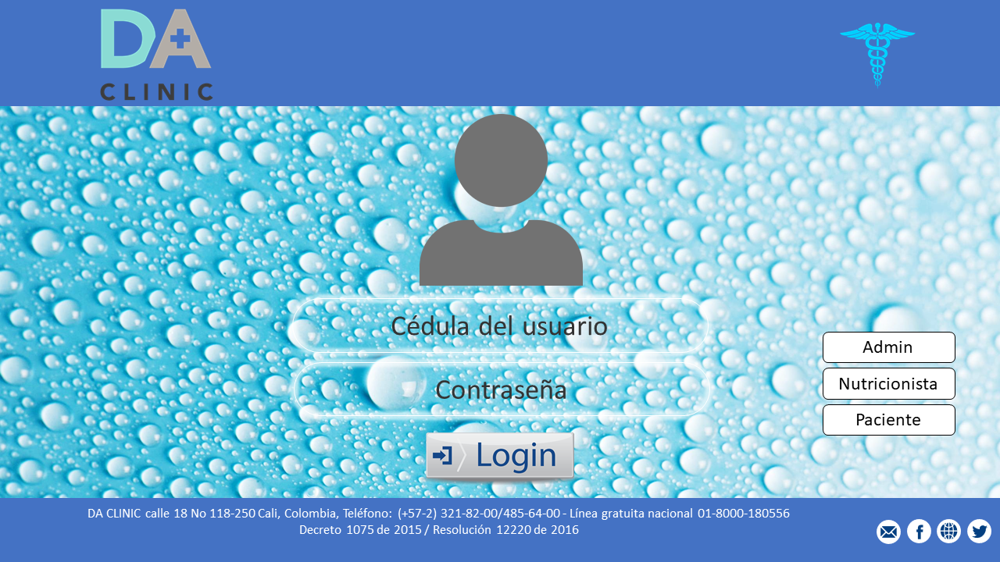 DA
CLINIC
Cédula del usuario
Contraseña
Login
Admin
Nutricionista
Paciente
DA CLINIC calle 18 No 118-250 Cali, Colombia, Teléfono: (+57-2) 321-82-00/485-64-00 - Línea gratuita nacional 01-8000-180556
Decreto 1075 de 2015 / Resolución 12220 de 2016